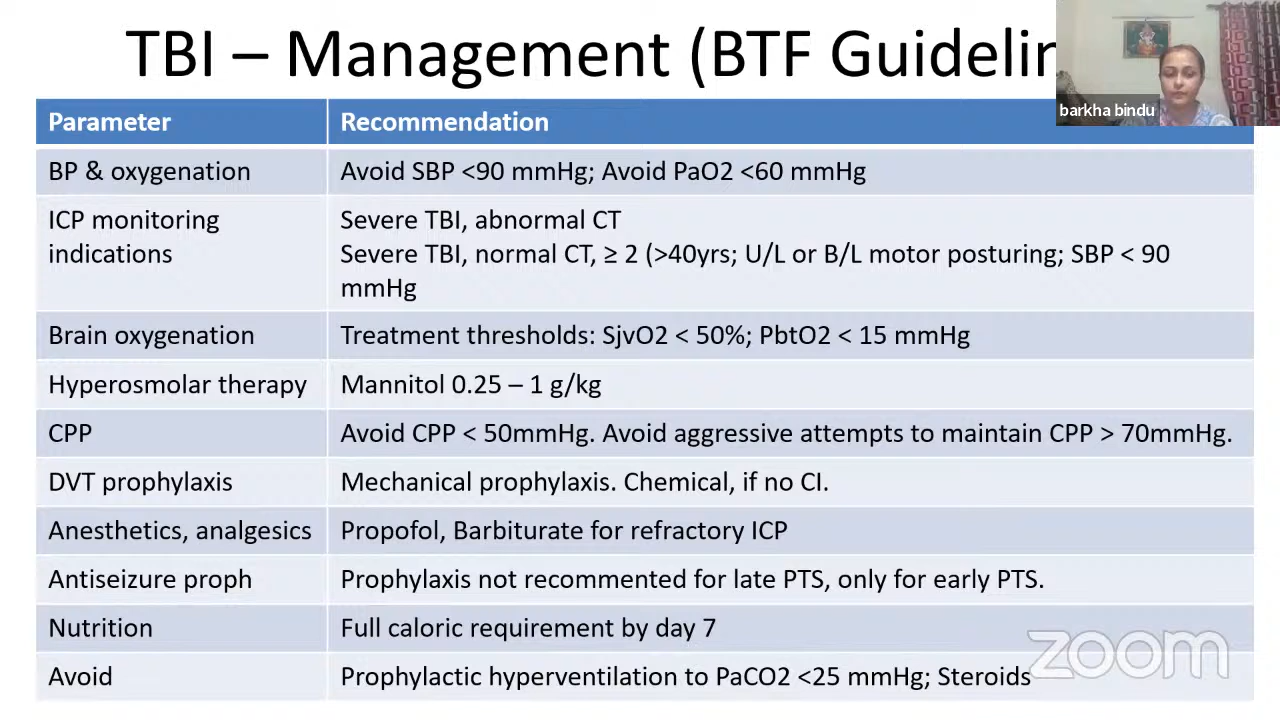 TBI – Management (BTF Guidelin
barkha bindu
Parameter
Recommendation
BP & oxygenation
Avoid SBP <90 mmHg; Avoid PaO2 <60 mmHg
ICP monitoring
indications
Severe TBI, abnormal CT
Severe TBI, normal CT, ≥ 2 (>40yrs; U/L or B/L motor posturing; SBP < 90
mmHg
Brain oxygenation
Treatment thresholds: SjvO2 < 50%; PbtO2 < 15 mmHg
Hyperosmolar therapy
Mannitol 0.25 – 1 g/kg
CPP
Avoid CPP < 50mmHg. Avoid aggressive attempts to maintain CPP > 70mmHg.
DVT prophylaxis
Mechanical prophylaxis. Chemical, if no CI.
Anesthetics, analgesics
Propofol, Barbiturate for refractory ICP
Antiseizure proph
Prophylaxis not recommented for late PTS, only for early PTS.
Nutrition
Full caloric requirement by day 7
Avoid
Prophylactic hyperventilation to PaCO2 <25 mmHg; Steroids
zoom